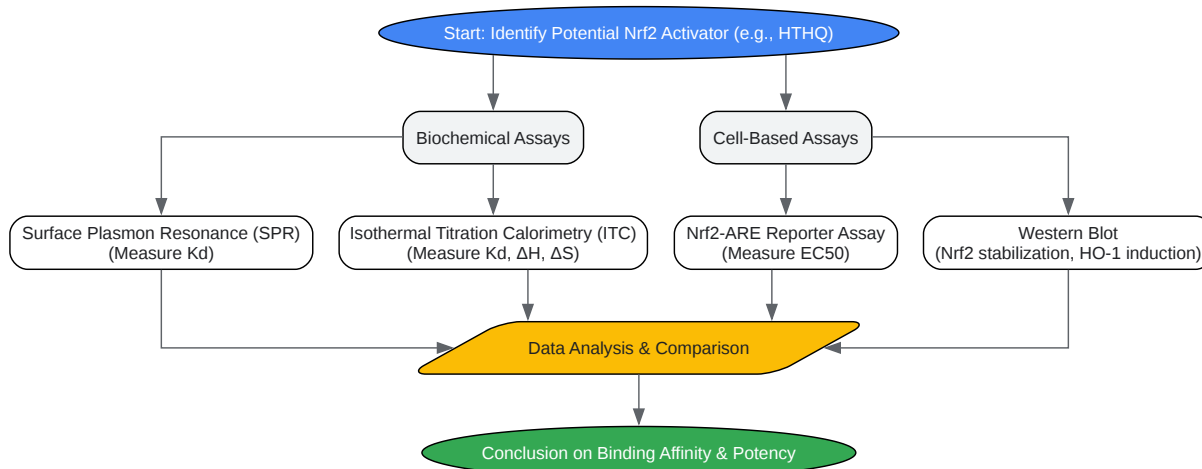 Start: Identify Potential Nrf2 Activator (e.g., HTHQ)
Biochemical Assays
Cell-Based Assays
Surface Plasmon Resonance (SPR)
(Measure Kd)
Isothermal Titration Calorimetry (ITC)
(Measure Kd, ΔH, ΔS)
Nrf2-ARE Reporter Assay
(Measure EC50)
Western Blot
(Nrf2 stabilization, HO-1 induction)
Data Analysis & Comparison
Conclusion on Binding Affinity & Potency